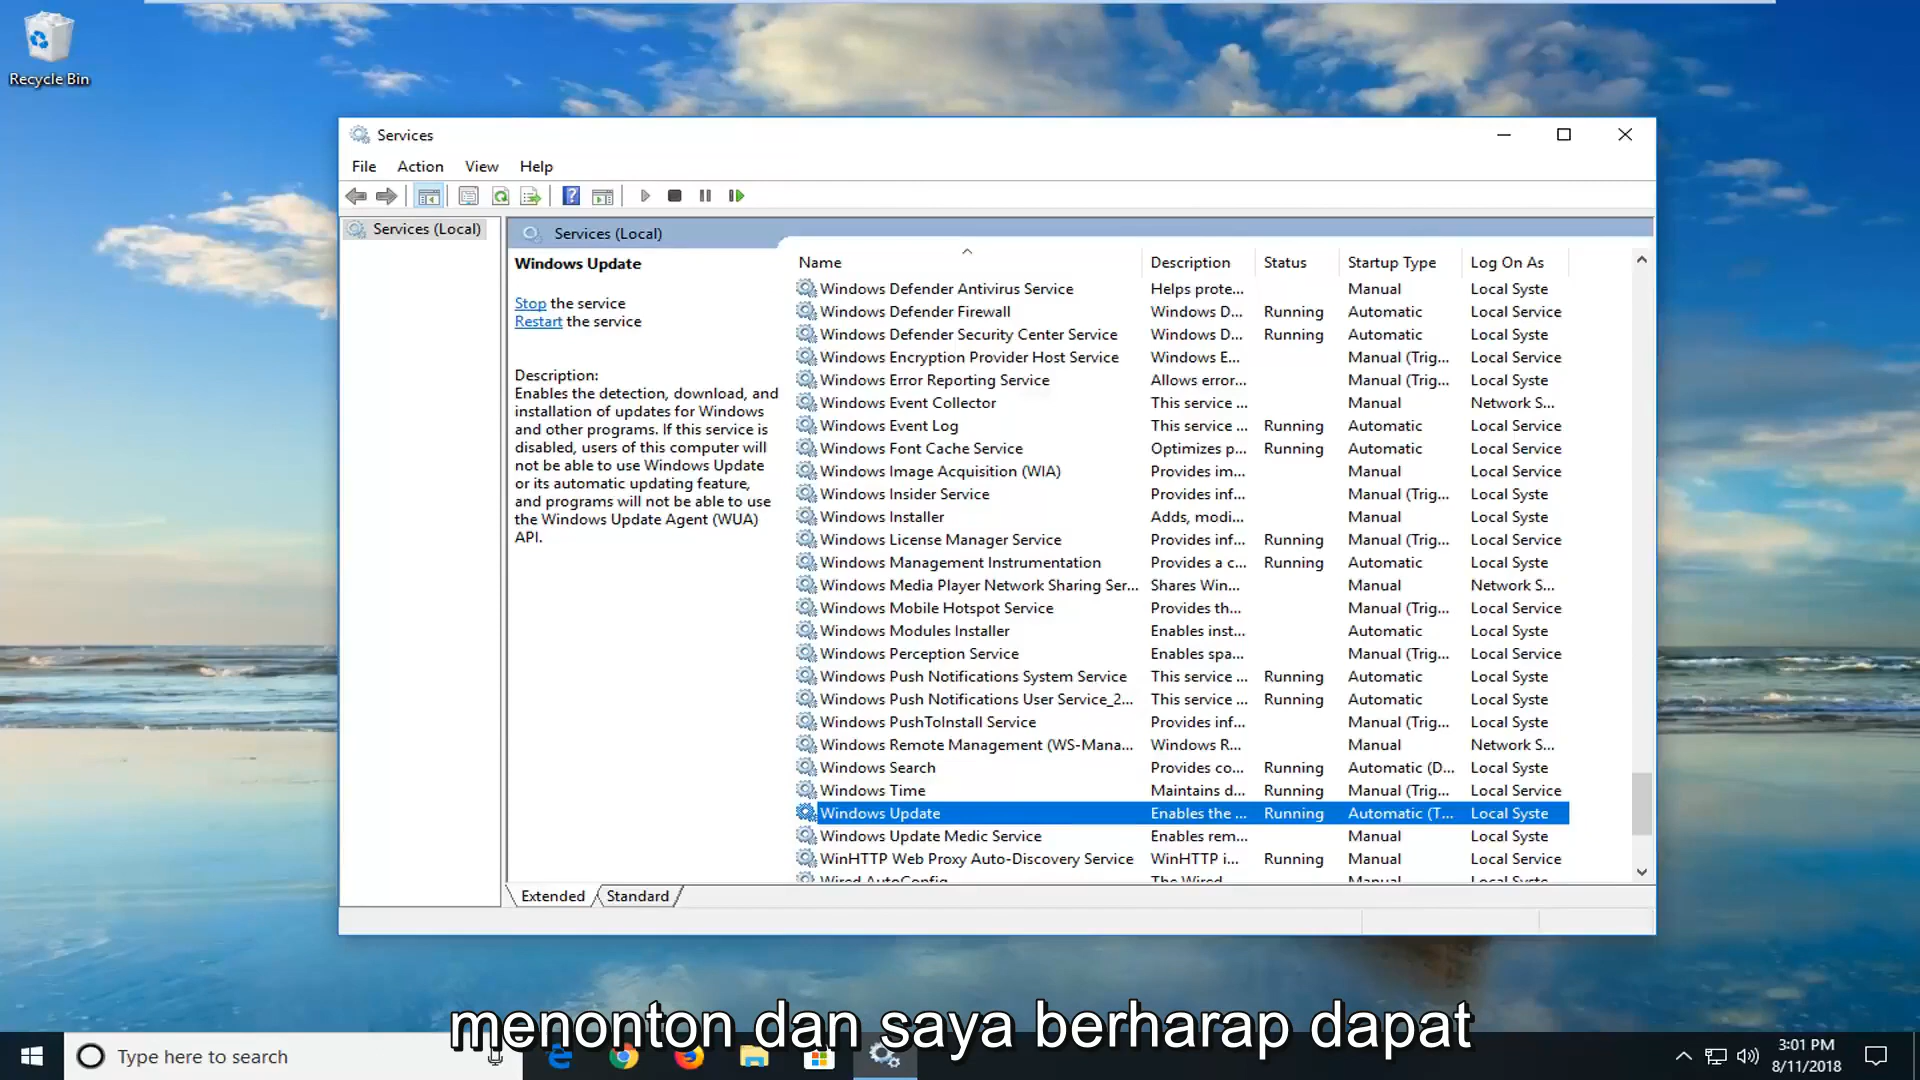 Recycle Bin
Services
File Action View Help
Services (Local)
Services (Local)
Windows Update
Stop the service
Restart the service
Description:
Enables the detection, download, and
installation of updates for Windows
and other programs. If this service is
disabled, users of this computer will
not be able to use Windows Update
or its automatic updating feature,
and programs will not be able to use
the Windows Update Agent (WUA)
API.
Name Description Status Startup Type Log On As
Windows Defender Antivirus Service Helps prote... Manual Local Syste
Windows Defender Firewall Windows D... Running Automatic Local Service
Windows Defender Security Center Service Windows D... Running Automatic Local Syste
Windows Encryption Provider Host Service Windows E... Manual (Trig... Local Service
Windows Error Reporting Service Allows error... Manual (Trig... Local Syste
Windows Event Collector This service ... Manual Network S...
Windows Event Log This service ... Running Automatic Local Service
Windows Font Cache Service Optimizes p... Running Automatic Local Service
Windows Image Acquisition (WIA) Provides im... Manual Local Service
Windows Insider Service Provides inf... Manual (Trig... Local Syste
Windows Installer Adds, modi... Manual Local Syste
Windows License Manager Service Provides inf... Running Manual (Trig... Local Service
Windows Management Instrumentation Provides a c... Running Automatic Local Syste
Windows Media Player Network Sharing Ser... Shares Win... Manual Network S...
Windows Mobile Hotspot Service Provides th... Manual (Trig... Local Service
Windows Modules Installer Enables inst... Automatic Local Syste
Windows Perception Service Enables spa... Manual (Trig... Local Service
Windows Push Notifications System Service This service ... Running Automatic Local Syste
Windows Push Notifications User Service_2... This service ... Running Automatic Local Syste
Windows PushToInstall Service Provides inf... Manual (Trig... Local Syste
Windows Remote Management (WS-Mana... Windows R... Manual Network S...
Windows Search Provides co... Running Automatic (D... Local Syste
Windows Time Maintains d... Running Manual (Trig... Local Service
Windows Update Enables the ... Running Automatic (T... Local Syste
Windows Update Medic Service Enables rem... Manual Local Syste
WinHTTP Web Proxy Auto-Discovery Service WinHTTP i... Running Manual Local Service
Wired AutoConfig The Wired Manual Local Syste
Extended Standard
menonton dan saya berharap dapat
Type here to search
3:01 PM
8/11/2018